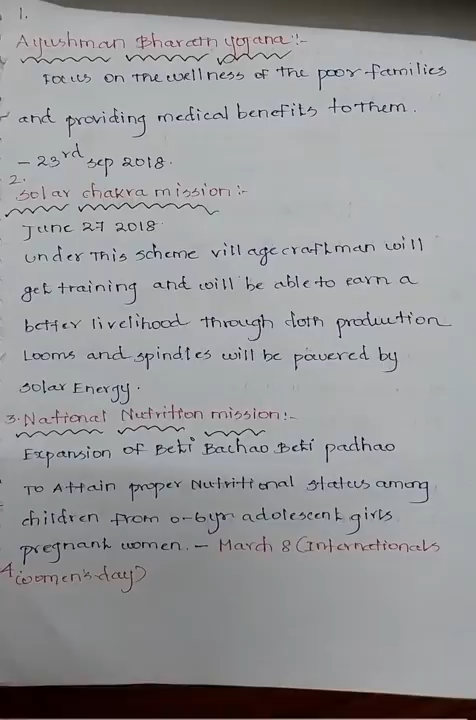 1.
Ayushman Bharath yojana :-
Focus on the wellness of the poor families
and providing medical benefits to them.
- 23rd sep 2018.
2.
Solar chakra mission :-
June 27 2018.
under This scheme village craftman will
get training and will be able to earn a
better livelihood through cloth production
Looms and spindles will be powered by
solar Energy.
3. National Nutrition mission :-
Expansion of Beti Bachao Beti padhao
To Attain proper Nutritional status among
children from 0-6yr adolescent girls
pregnant women. - March 8 (Internationals
4. women's day)